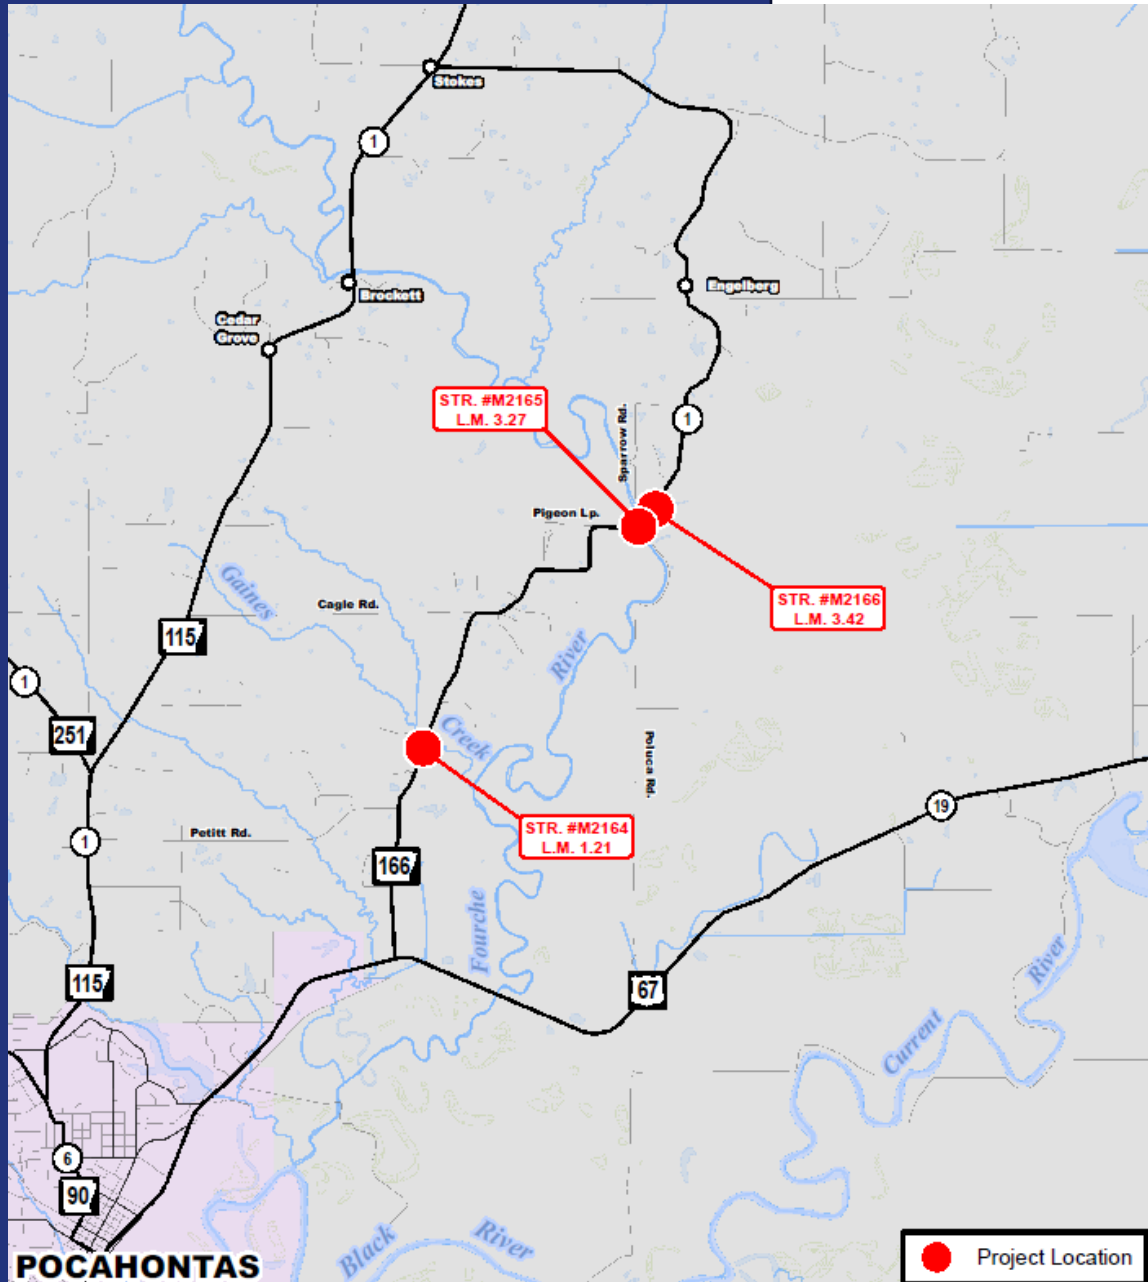 Stokes
1
Brockett
Engelberg
Cedar
Grove
STR. #M2165
L.M. 3.27
Sparrow Rd.
1
Pigeon Lp.
Gaines
Cagle Rd.
STR. #M2166
L.M. 3.42
115
River
1
251
Creek
Poluca Rd.
19
Petitt Rd.
1
STR. #M2164
L.M. 1.21
166
Fourche
115
67
River
Current
6
90
Black
River
POCAHONTAS
Project Location